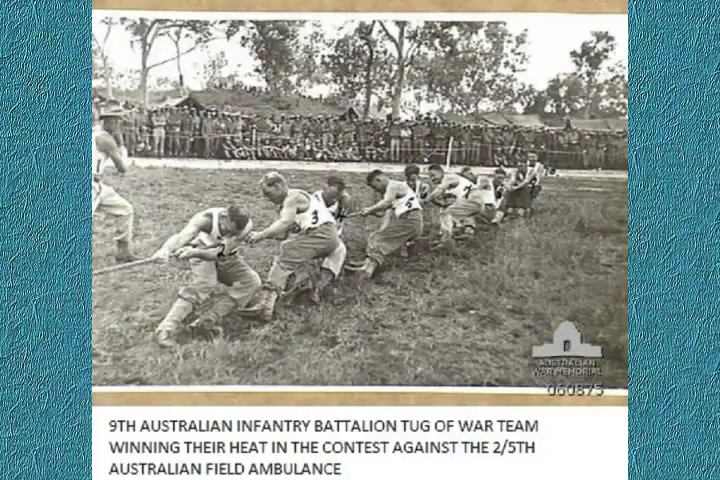 3
AUSTRALIAN
WAR MEMORIAL
060875
9TH AUSTRALIAN INFANTRY BATTALION TUG OF WAR TEAM
WINNING THEIR HEAT IN THE CONTEST AGAINST THE 2/5TH
AUSTRALIAN FIELD AMBULANCE